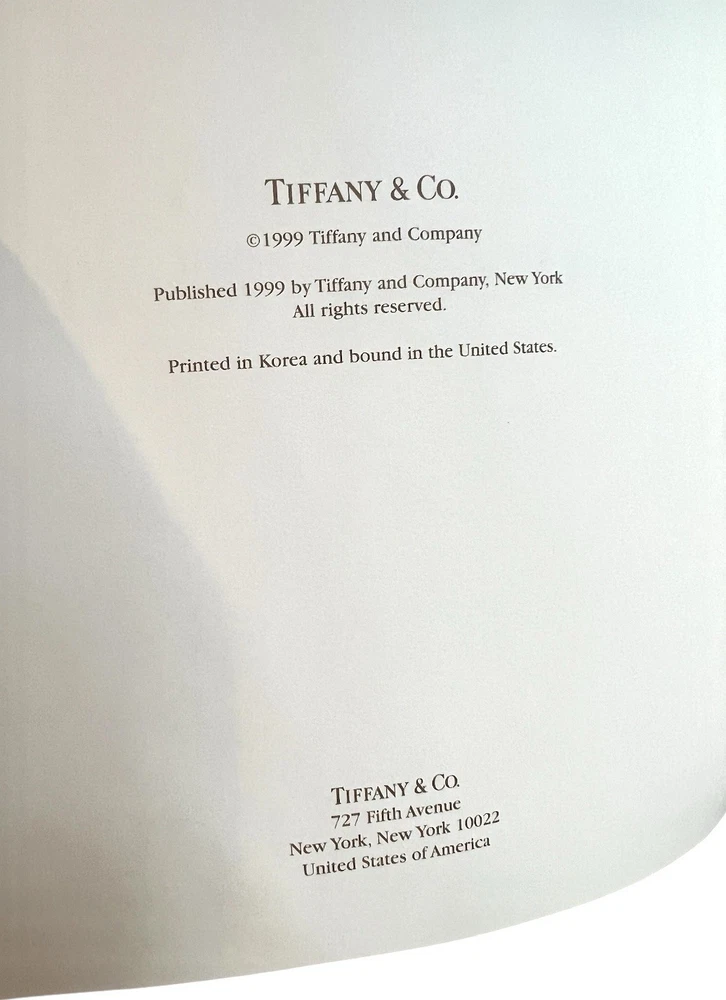 TIFFANY & CO.
©1999 Tiffany and Company
Published 1999 by Tiffany and Company, New York
All rights reserved.
Printed in Korea and bound in the United States.
TIFFANY & CO.
727 Fifth Avenue
New York, New York 10022
United States of America